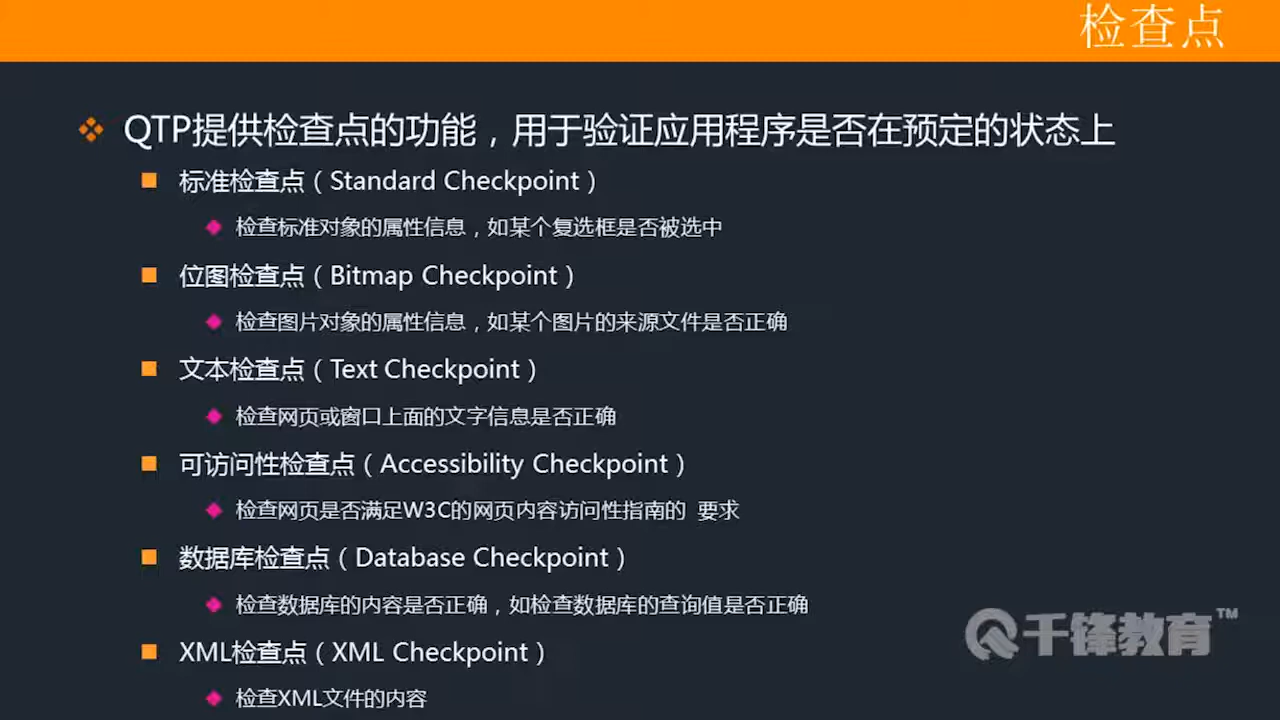 检查点
QTP提供检查点的功能，用于验证应用程序是否在预定的状态上
标准检查点（Standard Checkpoint）
检查标准对象的属性信息，如某个复选框是否被选中
位图检查点（Bitmap Checkpoint）
检查图片对象的属性信息，如某个图片的来源文件是否正确
文本检查点（Text Checkpoint）
检查网页或窗口上面的文字信息是否正确
可访问性检查点（Accessibility Checkpoint）
检查网页是否满足W3C的网页内容访问性指南的 要求
数据库检查点（Database Checkpoint）
检查数据库的内容是否正确，如检查数据库的查询值是否正确
千锋教育™
XML检查点（XML Checkpoint）
检查XML文件的内容